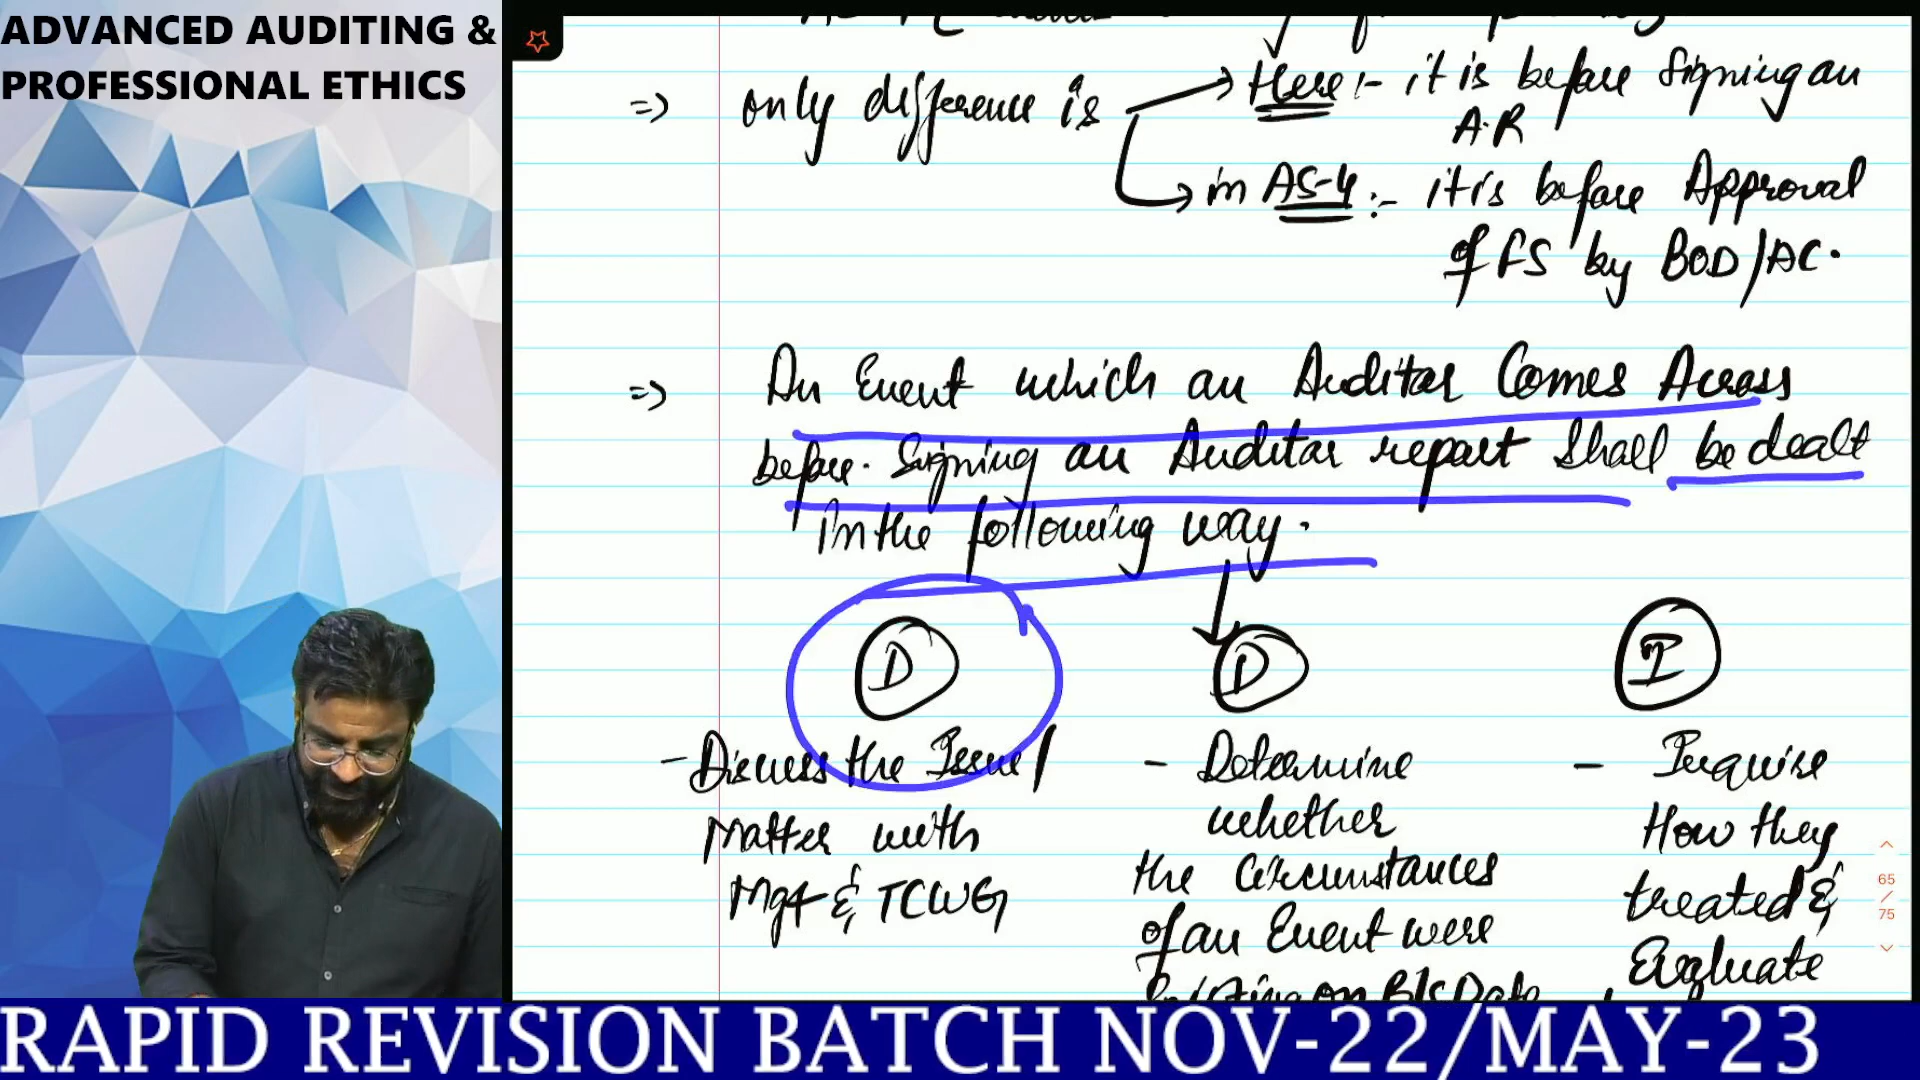 ADVANCED AUDITING &
PROFESSIONAL ETHICS
=> only difference is
→ Here :- it is before signing an
A.R
→ in AS-4 :- it is before Approval
of FS by BOD/AC.
=> An Event which an Auditor Comes Across
before signing an Auditor report shall be dealt
in the following way.
D
D
I
- Discuss the Issue/
Matter with
Mgt & TCWG
- Determine
whether
the circumstances
of an Event were
Existing on B/S Date
- Inquire
How they
treated &
Evaluate
65
/
75
RAPID REVISION BATCH NOV-22/MAY-23